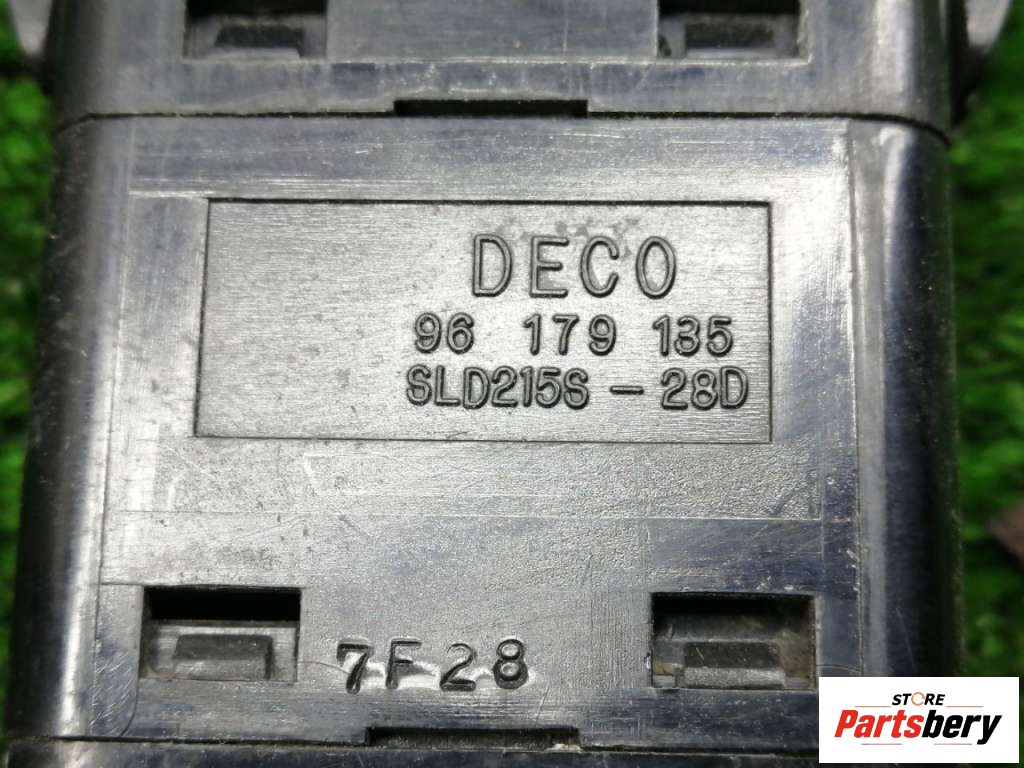 DECO
96 179 135
SLD215S - 28D
7F28
STORE
Partsbery